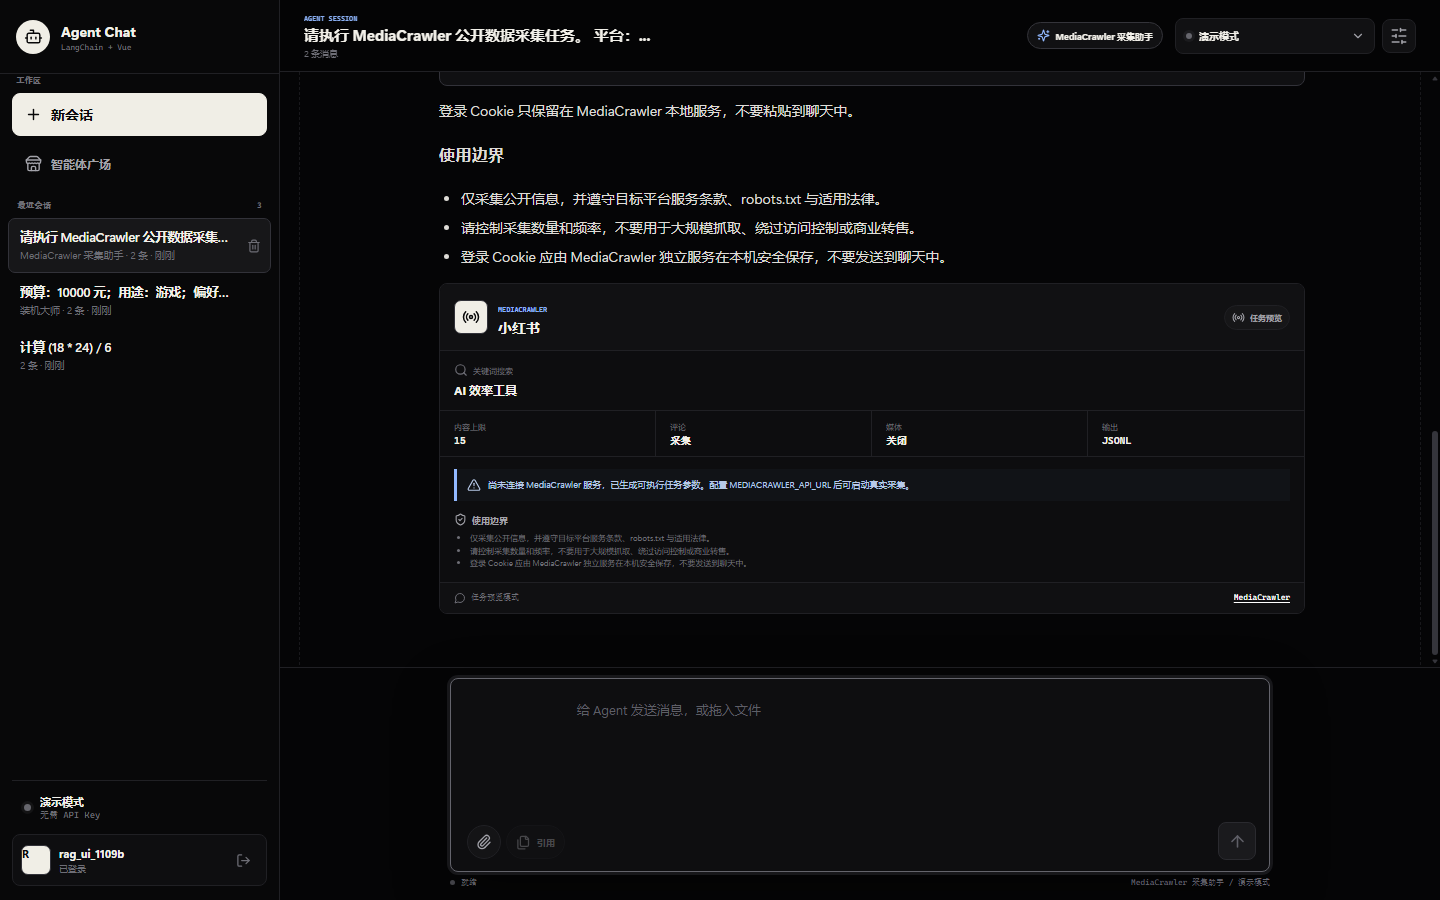 Agent Chat
LangChain + Vue
工作区
新会话
智能体广场
最近会话 3
请执行 MediaCrawler 公开数据采集...
MediaCrawler 采集助手 · 2 条 · 刚刚
预算：10000 元；用途：游戏；偏好...
装机大师 · 2 条 · 刚刚
计算 (18 * 24) / 6
2 条 · 刚刚
演示模式
无需 API Key
R
rag_ui_1109b
已登录
AGENT SESSION
请执行 MediaCrawler 公开数据采集任务。 平台：...
2 条消息
MediaCrawler 采集助手
演示模式
登录 Cookie 只保留在 MediaCrawler 本地服务，不要粘贴到聊天中。
使用边界
仅采集公开信息，并遵守目标平台服务条款、robots.txt 与适用法律。
请控制采集数量和频率，不要用于大规模抓取、绕过访问控制或商业转售。
登录 Cookie 应由 MediaCrawler 独立服务在本机安全保存，不要发送到聊天中。
MEDIACRAWLER
小红书
任务预览
关键词搜索
AI 效率工具
内容上限
15
评论
采集
媒体
关闭
输出
JSONL
尚未连接 MediaCrawler 服务，已生成可执行任务参数。配置 MEDIACRAWLER_API_URL 后可启动真实采集。
使用边界
仅采集公开信息，并遵守目标平台服务条款、robots.txt 与适用法律。
请控制采集数量和频率，不要用于大规模抓取、绕过访问控制或商业转售。
登录 Cookie 应由 MediaCrawler 独立服务在本机安全保存，不要发送到聊天中。
任务预览模式
MediaCrawler
给 Agent 发送消息，或拖入文件
引用
就绪
MediaCrawler 采集助手 / 演示模式